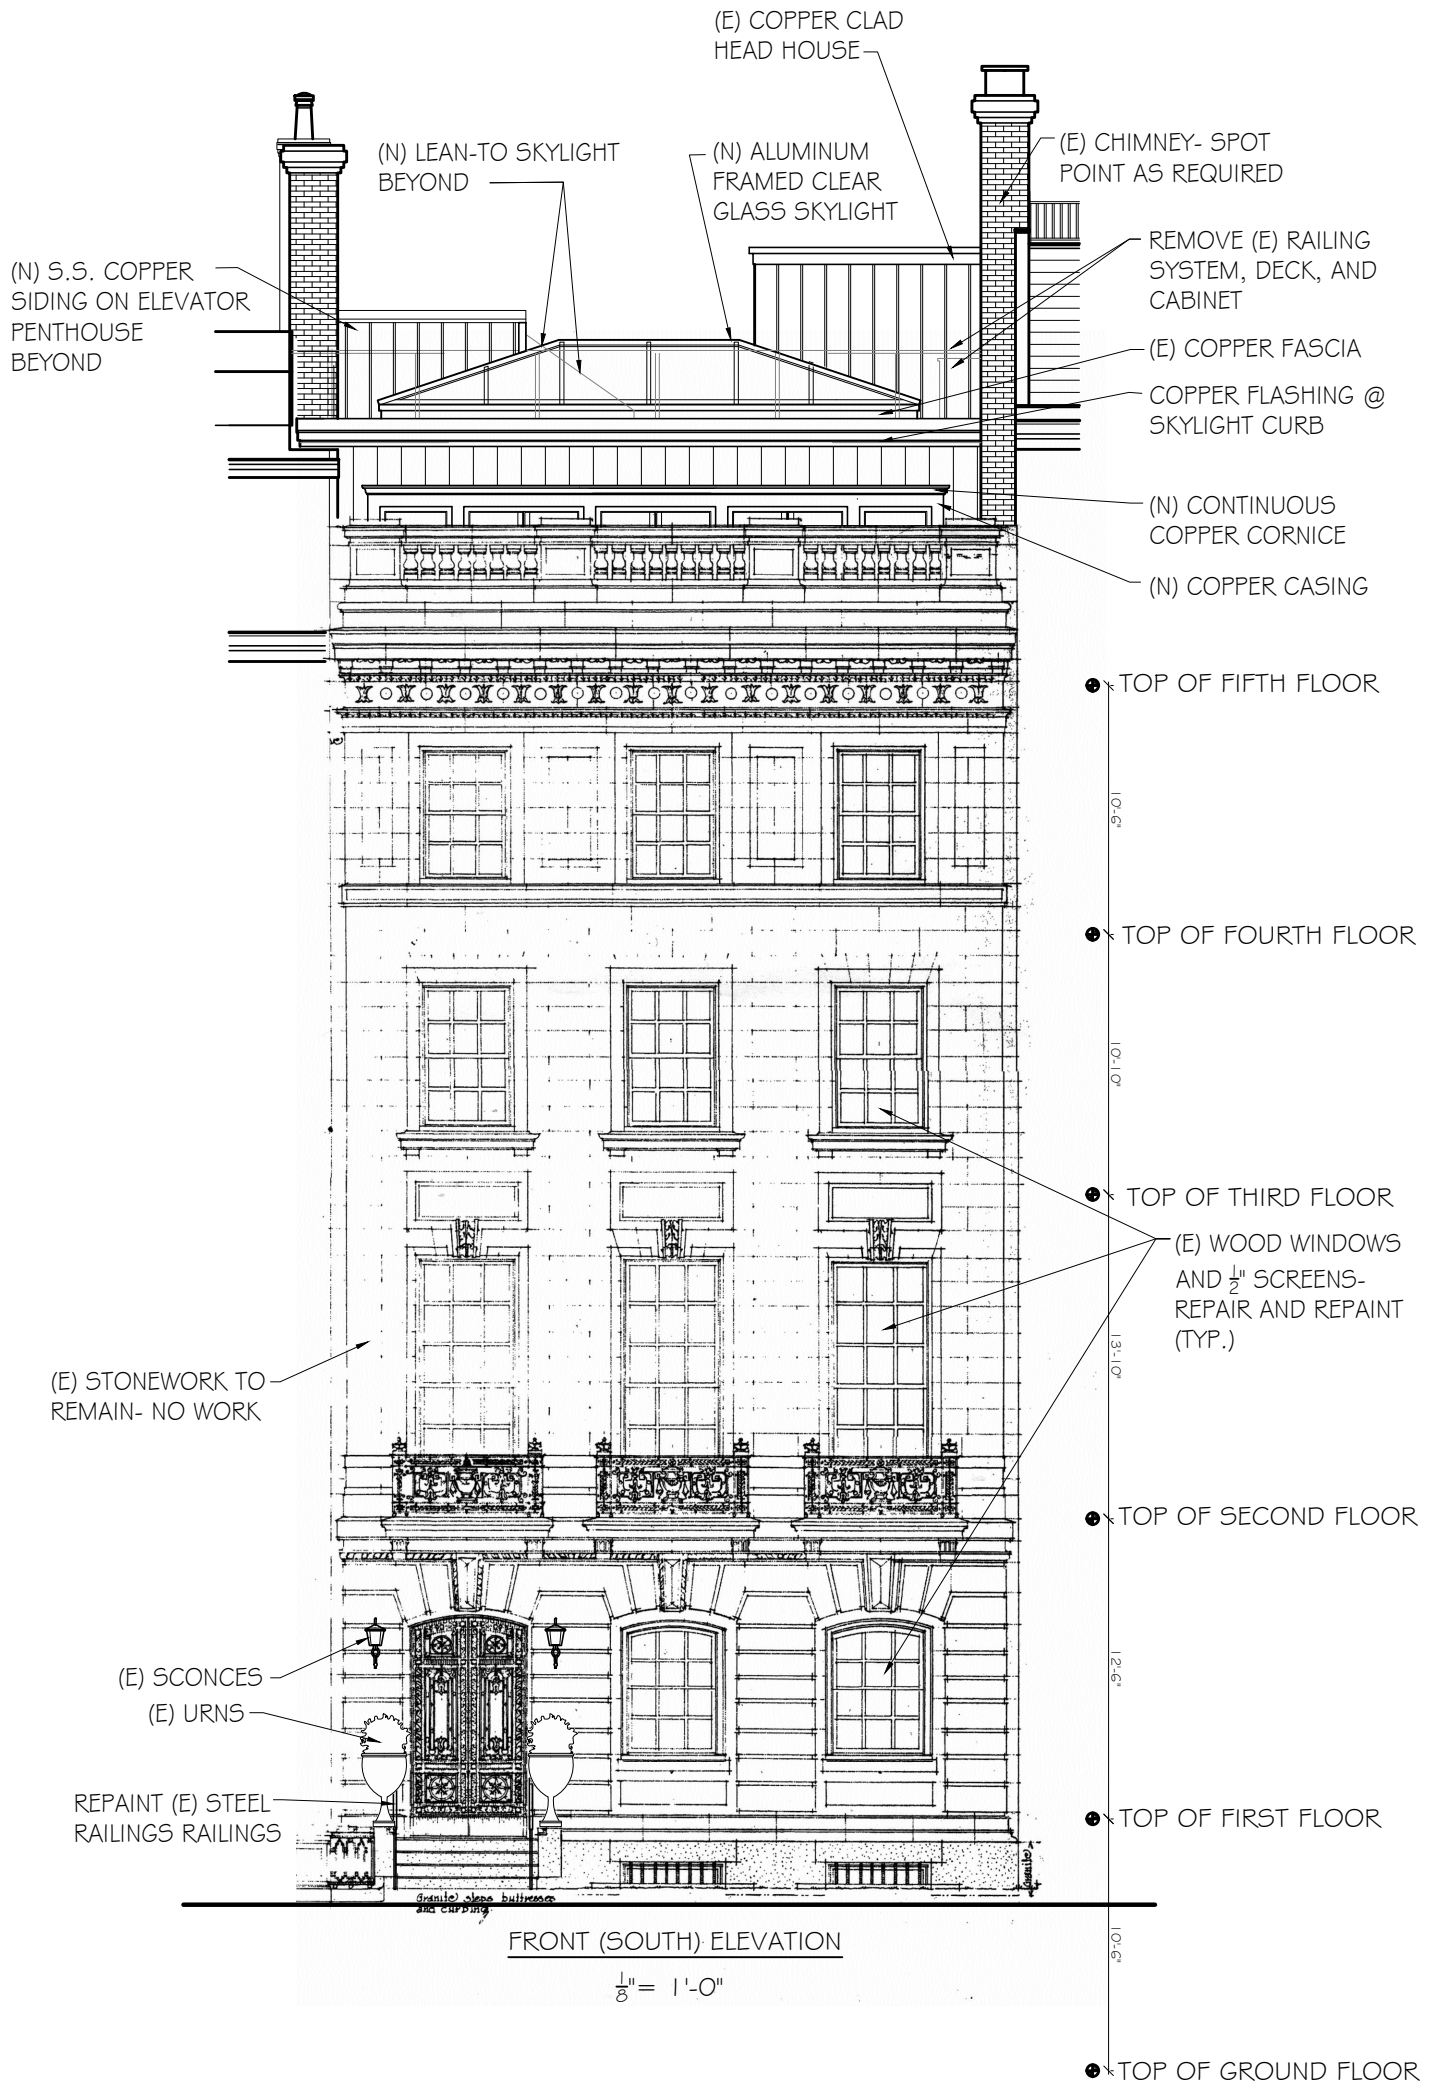 (E) COPPER CLAD
HEAD HOUSE
(N) LEAN-TO SKYLIGHT
BEYOND
(N) ALUMINUM
FRAMED CLEAR
GLASS SKYLIGHT
(E) CHIMNEY- SPOT
POINT AS REQUIRED
(N) S.S. COPPER
SIDING ON ELEVATOR
PENTHOUSE
BEYOND
REMOVE (E) RAILING
SYSTEM, DECK, AND
CABINET
(E) COPPER FASCIA
COPPER FLASHING @
SKYLIGHT CURB
(N) CONTINUOUS
COPPER CORNICE
(N) COPPER CASING
TOP OF FIFTH FLOOR
10'-6"
TOP OF FOURTH FLOOR
10'-10"
TOP OF THIRD FLOOR
(E) WOOD WINDOWS
AND 1/2" SCREENS-
REPAIR AND REPAINT
(TYP.)
13'-10"
(E) STONEWORK TO
REMAIN- NO WORK
TOP OF SECOND FLOOR
12'-6"
(E) SCONCES
(E) URNS
REPAINT (E) STEEL
RAILINGS RAILINGS
TOP OF FIRST FLOOR
Granite steps buttresses
and curbing
(Granite)
10'-6"
FRONT (SOUTH) ELEVATION
1/8" = 1'-0"
TOP OF GROUND FLOOR